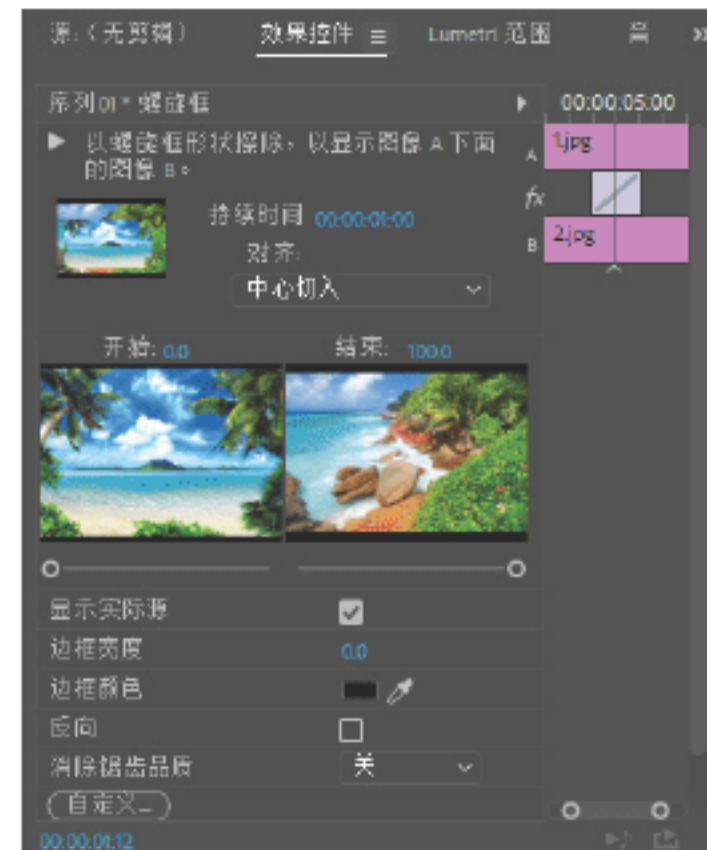 源:(无剪辑) 效果控件 ≡ Lumetri 范围 音 »
序列 01 * 螺旋框 00:00:05:00
以螺旋框形状擦除，以显示图像 A 下面
的图像 B。
A 1.jpg
fx
B 2.jpg
持续时间 00:00:01:00
对齐:
中心切入
开始: 0.0 结束: 100.0
显示实际源
边框宽度 0.0
边框颜色
反向
消除锯齿品质 关
(自定义...)
00:00:01:12